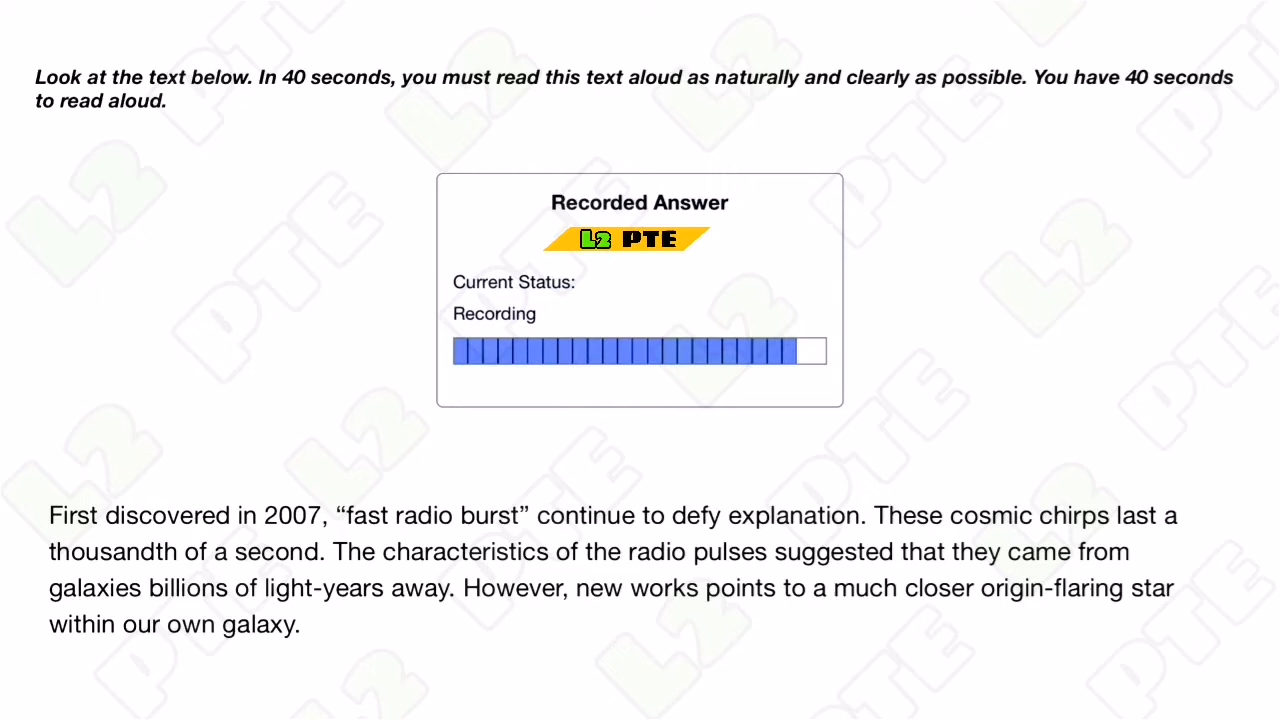 Look at the text below. In 40 seconds, you must read this text aloud as naturally and clearly as possible. You have 40 seconds
to read aloud.
Recorded Answer
L2 PTE
Current Status:
Recording
First discovered in 2007, “fast radio burst” continue to defy explanation. These cosmic chirps last a
thousandth of a second. The characteristics of the radio pulses suggested that they came from
galaxies billions of light-years away. However, new works points to a much closer origin-flaring star
within our own galaxy.